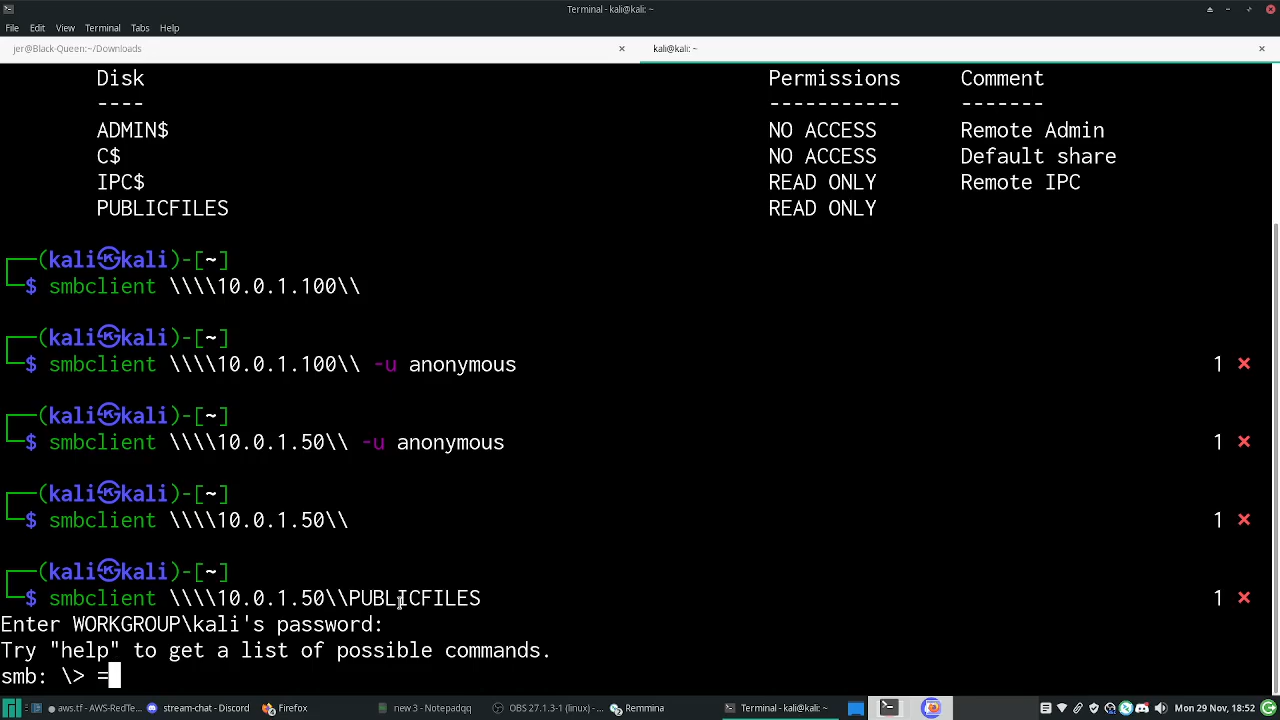 Terminal - kali@kali: ~
File Edit View Terminal Tabs Help
jer@Black-Queen:~/Downloads × kali@kali: ~ ×
Disk Permissions Comment
---- ----------- -------
ADMIN$ NO ACCESS Remote Admin
C$ NO ACCESS Default share
IPC$ READ ONLY Remote IPC
PUBLICFILES READ ONLY
┌──(kali㉿kali)-[~]
└─$ smbclient \\\\10.0.1.100\\
┌──(kali㉿kali)-[~]
└─$ smbclient \\\\10.0.1.100\\ -u anonymous 1 ⨯
┌──(kali㉿kali)-[~]
└─$ smbclient \\\\10.0.1.50\\ -u anonymous 1 ⨯
┌──(kali㉿kali)-[~]
└─$ smbclient \\\\10.0.1.50\\ 1 ⨯
┌──(kali㉿kali)-[~]
└─$ smbclient \\\\10.0.1.50\\PUBLICFILES 1 ⨯
Enter WORKGROUP\kali's password:
Try "help" to get a list of possible commands.
smb: \> =
● aws.tf - AWS-RedTe... stream-chat - Discord Firefox new 3 - Notepadqq OBS 27.1.3-1 (linux) -... Remmina Terminal - kali@kali: ~ Mon 29 Nov, 18:52